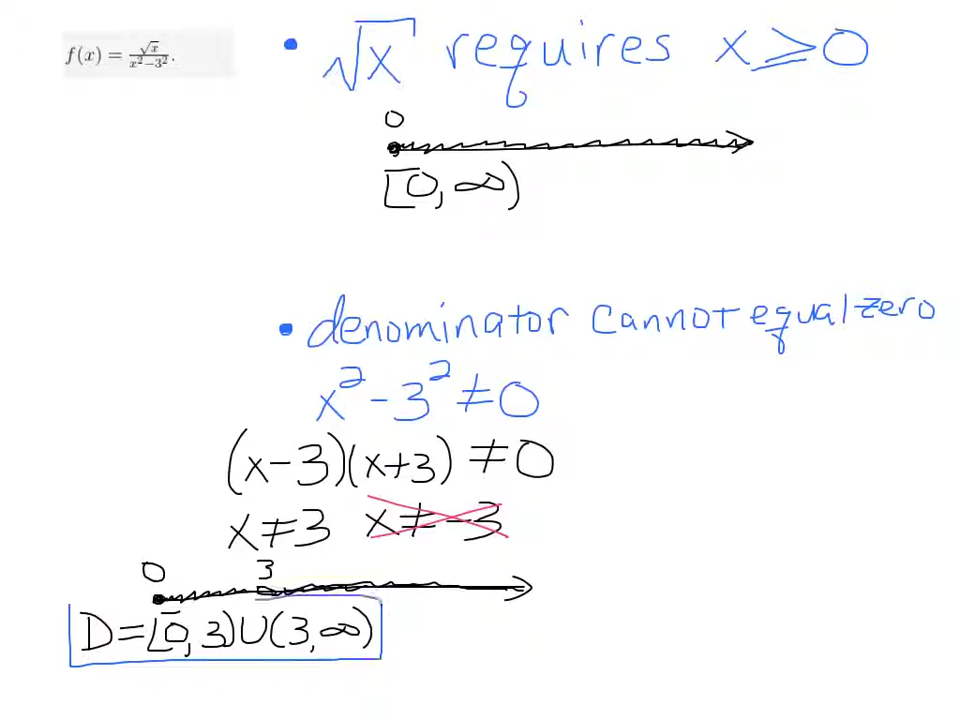 f(x) = √x / x² − 3².
• √x requires x ≥ 0
0
[0, ∞)
• denominator cannot equal zero
x² − 3² ≠ 0
(x − 3)(x + 3) ≠ 0
x ≠ 3 x ≠ −3
0 3
D = [0, 3) ∪ (3, ∞)